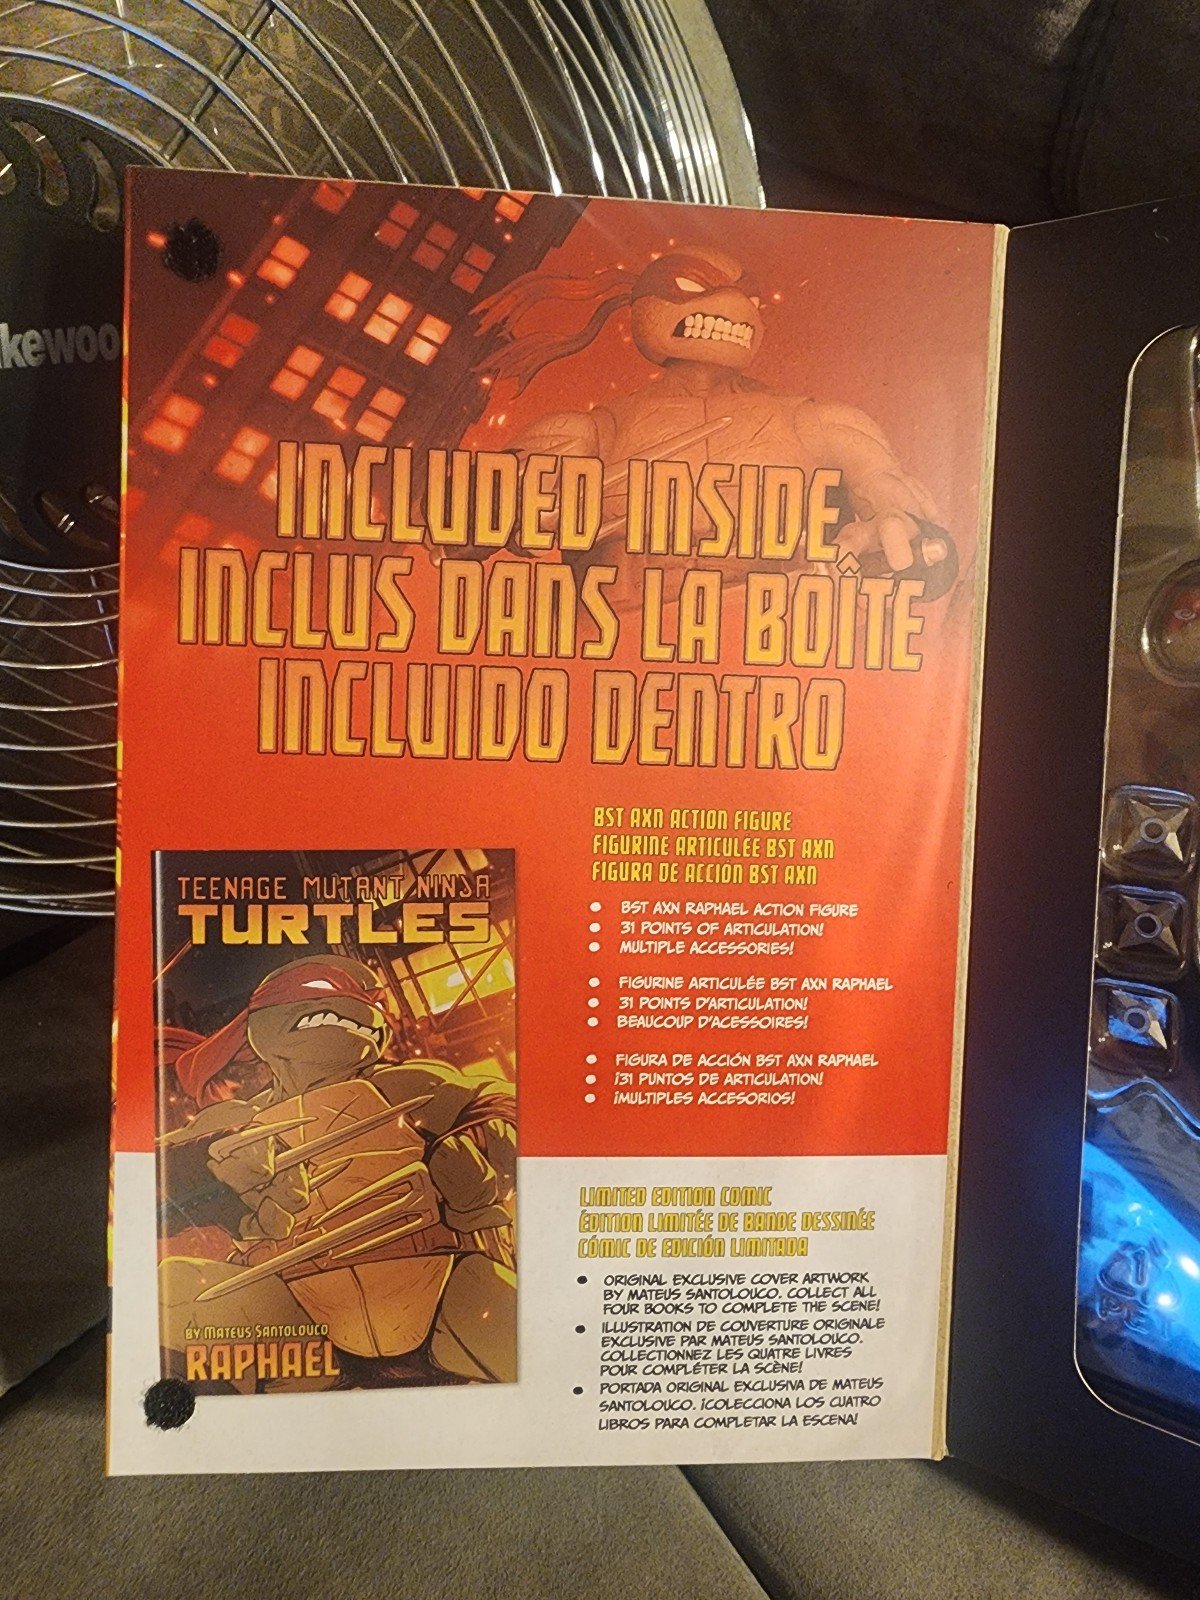 kewoo
INCLUDED INSIDE
INCLUS DANS LA BOÎTE
INCLUIDO DENTRO
BST AXN ACTION FIGURE
FIGURINE ARTICULÉE BST AXN
FIGURA DE ACCIÓN BST AXN
• BST AXN RAPHAEL ACTION FIGURE
• 31 POINTS OF ARTICULATION!
• MULTIPLE ACCESSORIES!
• FIGURINE ARTICULÉE BST AXN RAPHAEL
• 31 POINTS D'ARTICULATION!
• BEAUCOUP D'ACESSOIRES!
• FIGURA DE ACCIÓN BST AXN RAPHAEL
• ¡31 PUNTOS DE ARTICULATION!
• ¡MULTIPLES ACCESORIOS!
TEENAGE MUTANT NINJA
TURTLES
BY MATEUS SANTOLOUCO
RAPHAEL
LIMITED EDITION COMIC
ÉDITION LIMITÉE DE BANDE DESSINÉE
CÓMIC DE EDICIÓN LIMITADA
• ORIGINAL EXCLUSIVE COVER ARTWORK
BY MATEUS SANTOLOUCO. COLLECT ALL
FOUR BOOKS TO COMPLETE THE SCENE!
• ILLUSTRATION DE COUVERTURE ORIGINALE
EXCLUSIVE PAR MATEUS SANTOLOUCO.
COLLECTIONNEZ LES QUATRE LIVRES
POUR COMPLÉTER LA SCÈNE!
• PORTADA ORIGINAL EXCLUSIVA DE MATEUS
SANTOLOUCO. ¡COLECCIONA LOS CUATRO
LIBROS PARA COMPLETAR LA ESCENA!
1
PET